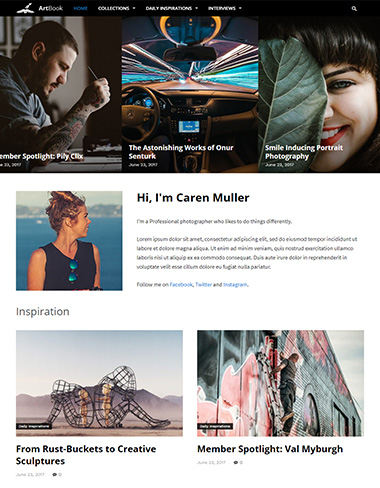 ArtBook
HOME
COLLECTIONS
DAILY INSPIRATIONS
INTERVIEWS
ember Spotlight: Pily Clix
ne 23, 2017
The Astonishing Works of Onur
Senturk
June 23, 2017
Smile Inducing Portrait
Photography
June 23, 2017
Hi, I'm Caren Muller
I'm a Professional photographer who likes to do things differently.
Lorem ipsum dolor sit amet, consectetur adipiscing elit, sed do eiusmod tempor incididunt ut
labore et dolore magna aliqua. Ut enim ad minim veniam, quis nostrud exercitation ullamco
laboris nisi ut aliquip ex ea commodo consequat. Duis aute irure dolor in reprehenderit in
voluptate velit esse cillum dolore eu fugiat nulla pariatur.
Follow me on Facebook, Twitter and Instagram.
Inspiration
Daily Inspirations
From Rust-Buckets to Creative
Sculptures
June 23, 2017 0
Daily Inspirations
Member Spotlight: Val Myburgh
June 23, 2017 0